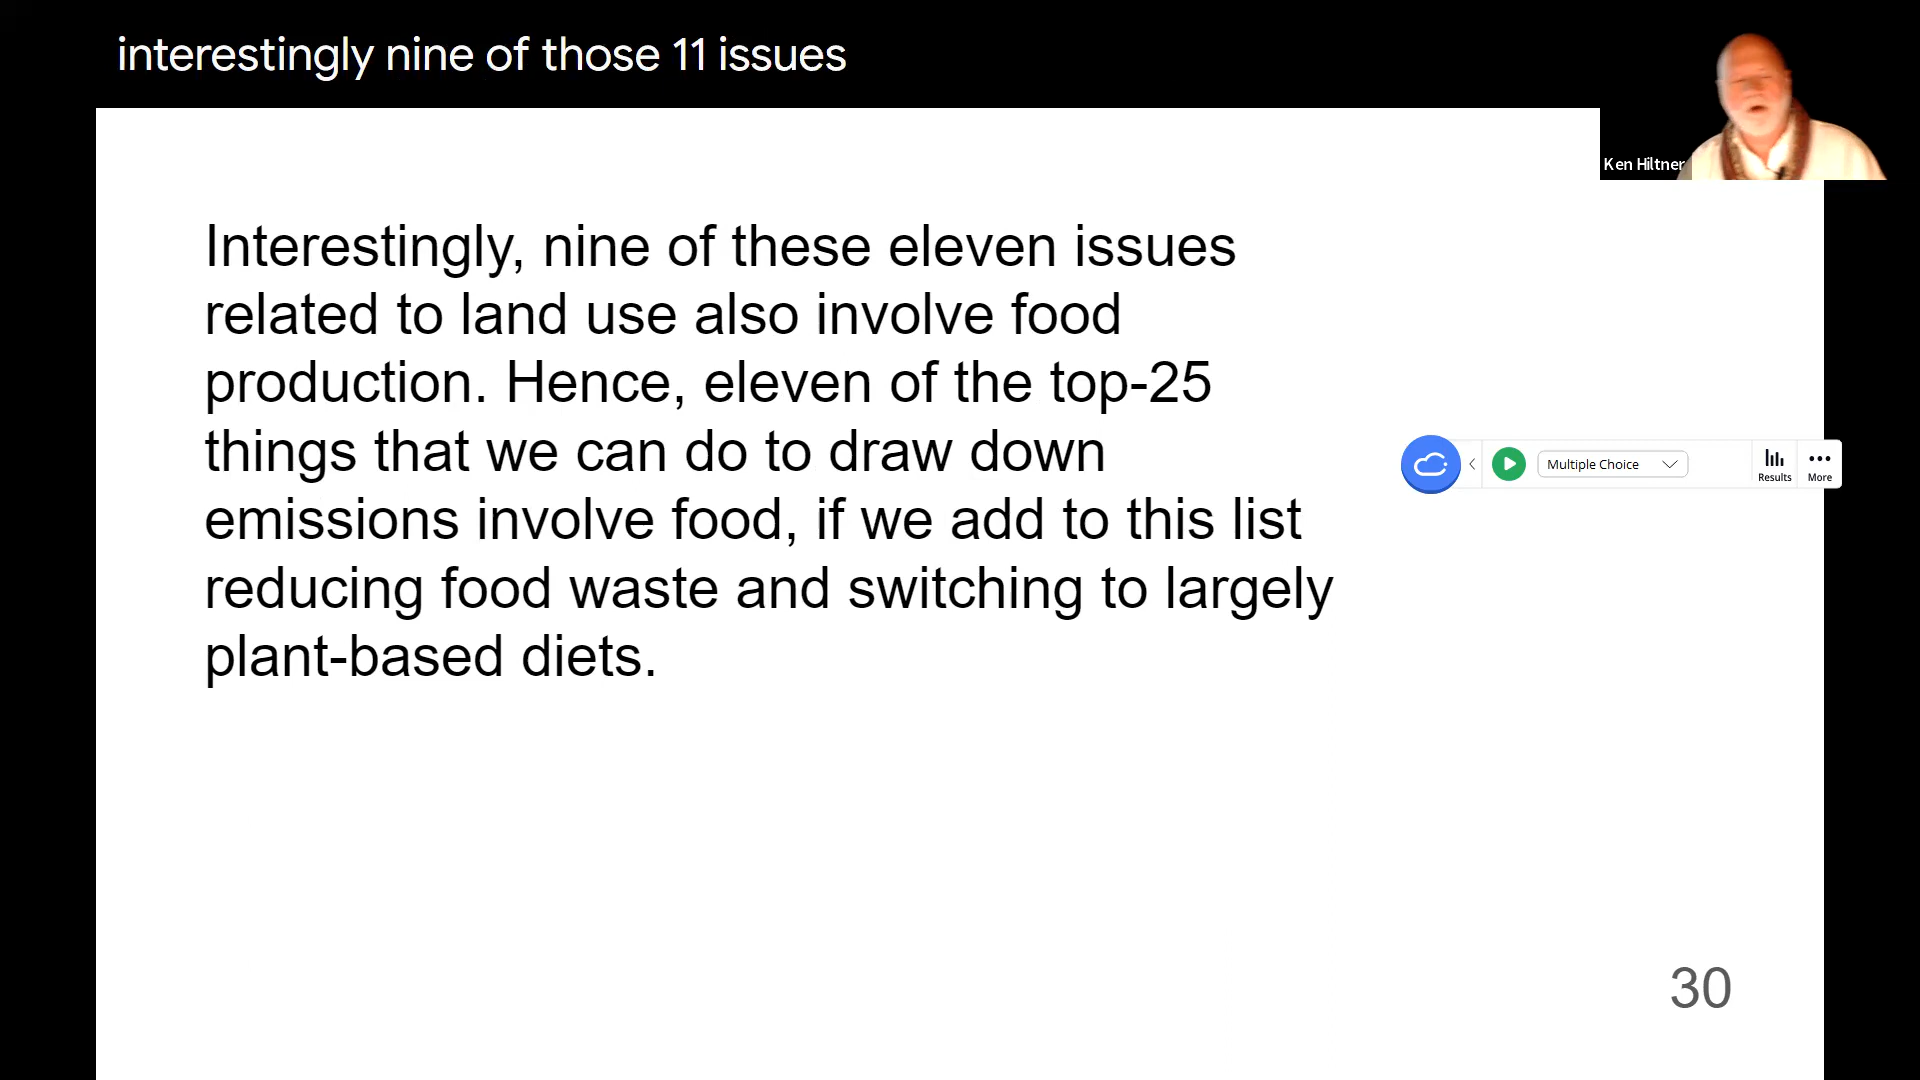 interestingly nine of those 11 issues
Ken Hiltner
Interestingly, nine of these eleven issues
related to land use also involve food
production. Hence, eleven of the top-25
things that we can do to draw down
emissions involve food, if we add to this list
reducing food waste and switching to largely
plant-based diets.
Multiple Choice
Results
More
30